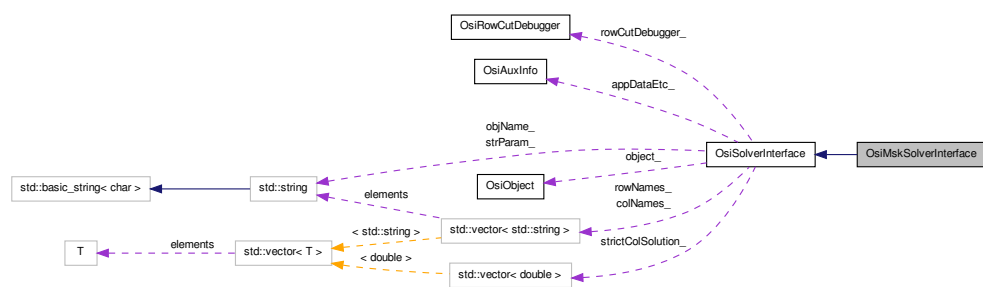 OsiRowCutDebugger
rowCutDebugger_
OsiAuxInfo
appDataEtc_
objName_
strParam_
OsiSolverInterface
OsiMskSolverInterface
object_
std::basic_string< char >
std::string
OsiObject
rowNames_
colNames_
elements
std::vector< std::string >
< std::string >
strictColSolution_
T
elements
std::vector< T >
< double >
std::vector< double >